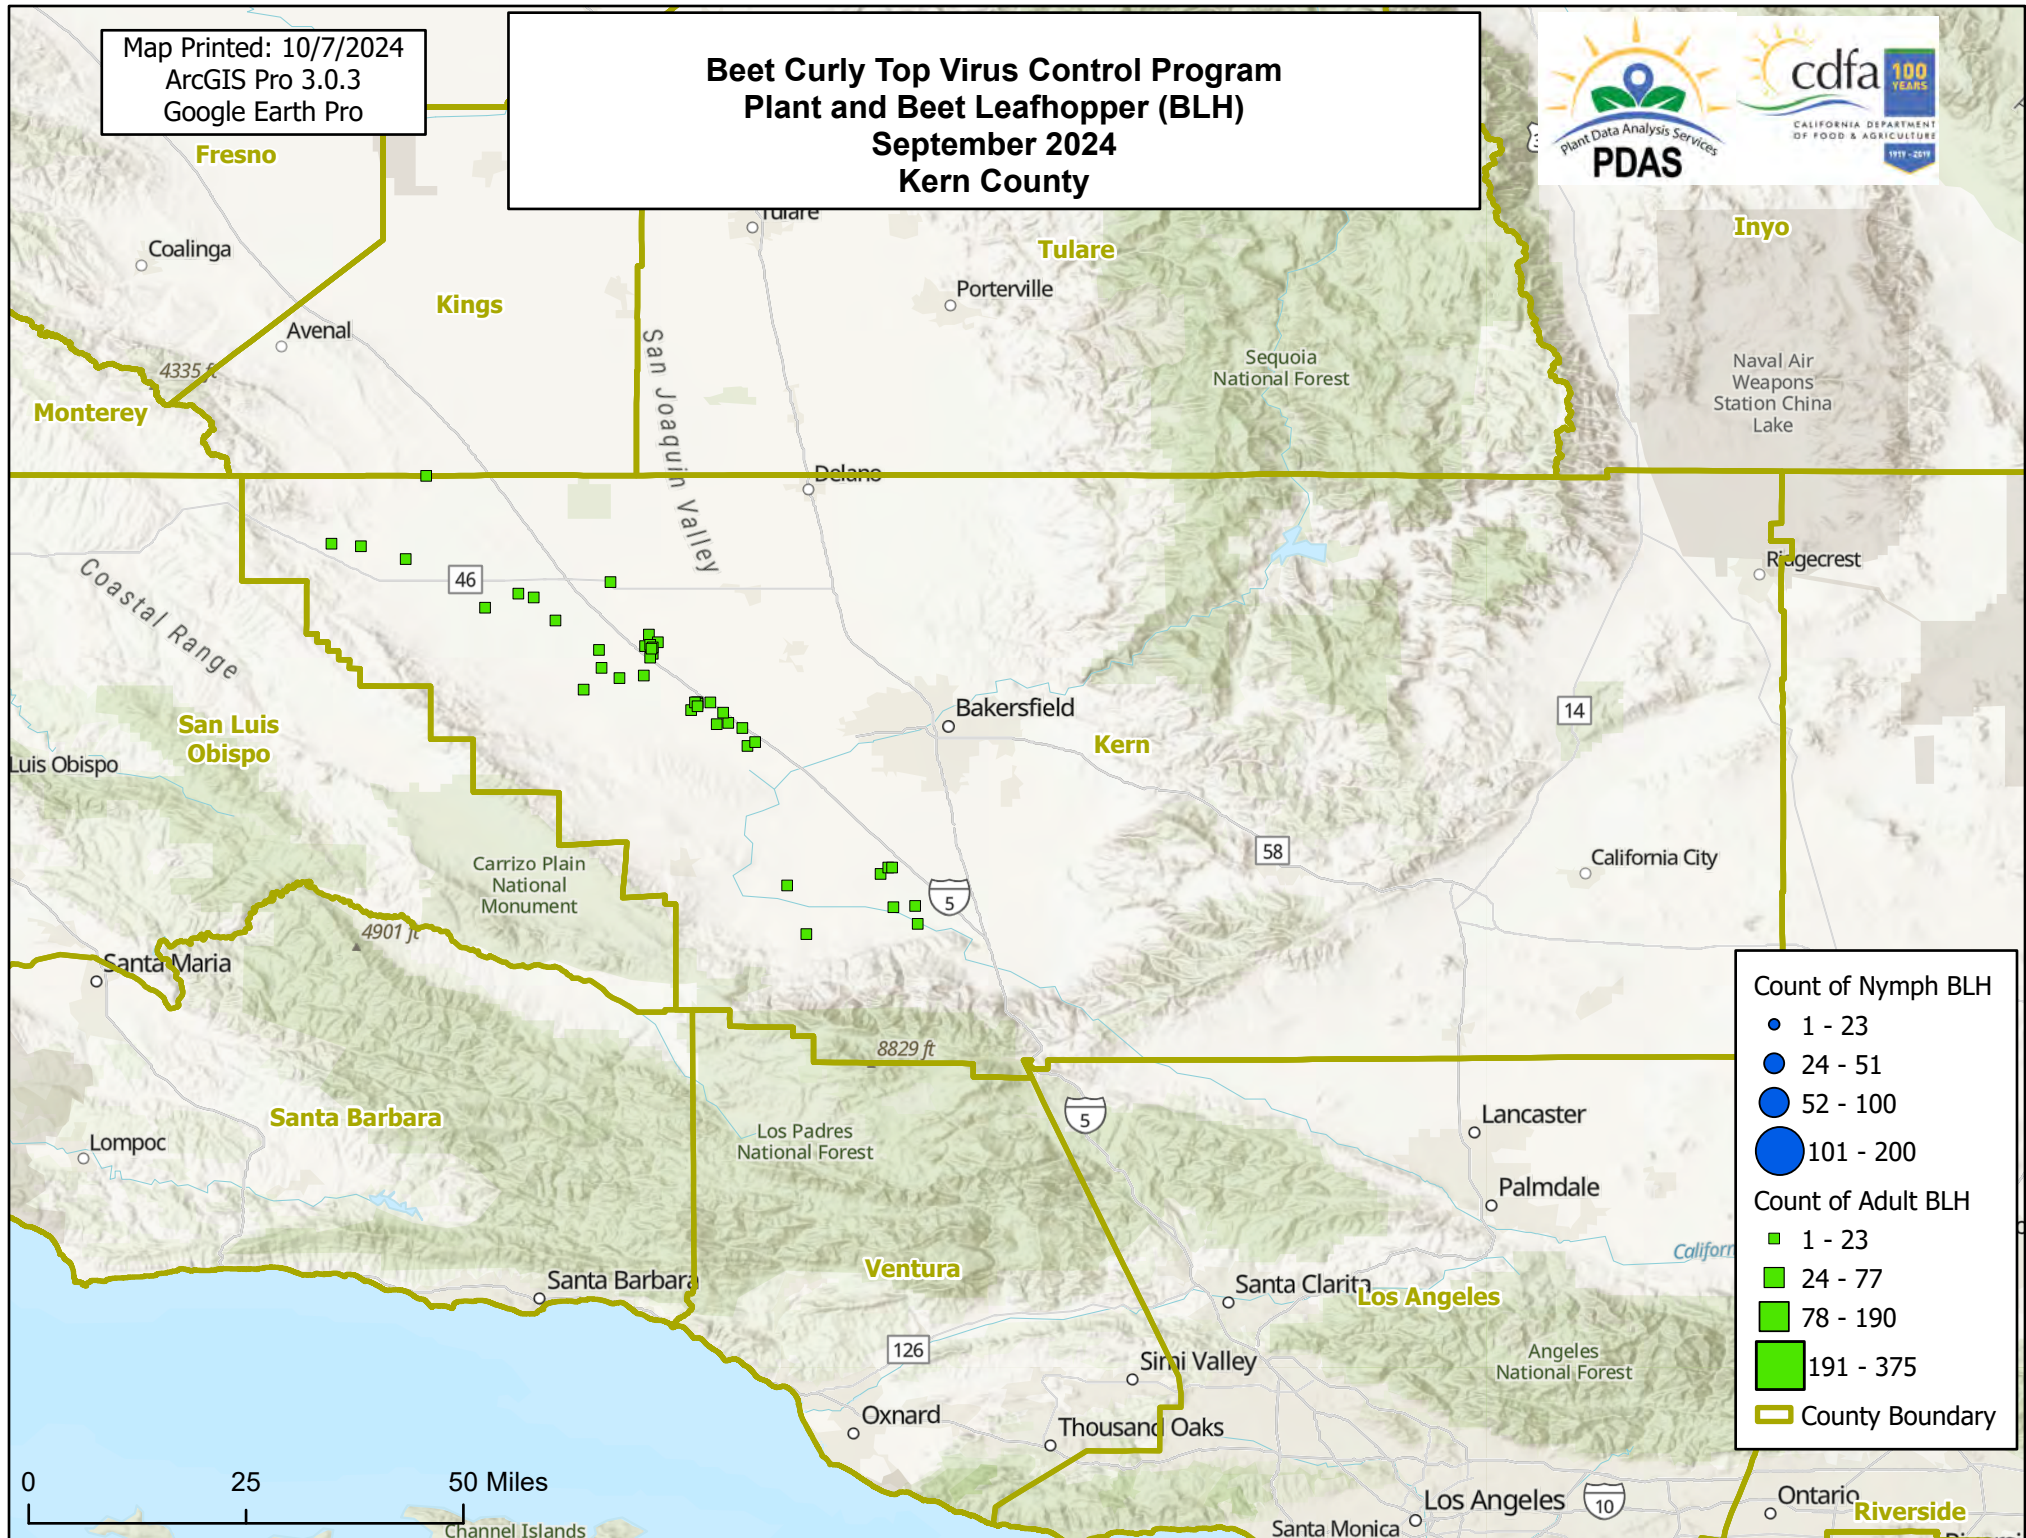 Map Printed: 10/7/2024
ArcGIS Pro 3.0.3
Google Earth Pro
Beet Curly Top Virus Control Program
Plant and Beet Leafhopper (BLH)
September 2024
Kern County
Plant Data Analysis Services
PDAS
cdfa
100
YEARS
CALIFORNIA DEPARTMENT
OF FOOD & AGRICULTURE
1919 - 2019
Fresno
Tulare
Inyo
Coalinga
Tulare
Porterville
Kings
Avenal
San Joaquin Valley
4335 ft
Sequoia
National Forest
Naval Air
Weapons
Station China
Lake
Monterey
Delano
Ridgecrest
46
Coastal Range
Bakersfield
14
San Luis
Obispo
Kern
Luis Obispo
58
California City
Carrizo Plain
National
Monument
5
4901 ft
Santa Maria
8829 ft
Santa Barbara
Lompoc
Los Padres
National Forest
5
Lancaster
Palmdale
Ventura
Santa Barbara
Santa Clarita
Los Angeles
Californ
126
Simi Valley
Angeles
National Forest
Oxnard
Thousand Oaks
Los Angeles
10
Ontario
Riverside
Santa Monica
Channel Islands
Count of Nymph BLH
1 - 23
24 - 51
52 - 100
101 - 200
Count of Adult BLH
1 - 23
24 - 77
78 - 190
191 - 375
County Boundary
0 25 50 Miles